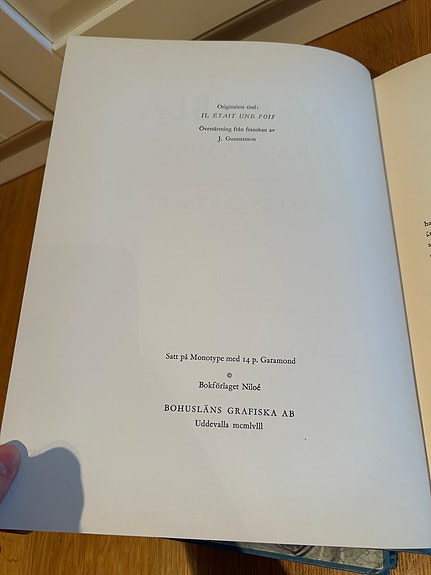 Originalets titel:
IL ÉTAIT UNE FOIS
Översättning från franskan av
J. Gunnarsson
Satt på Monotype med 14 p. Garamond
©
Bokförlaget Niloé
BOHUSLÄNS GRAFISKA AB
Uddevalla mcmlvlll